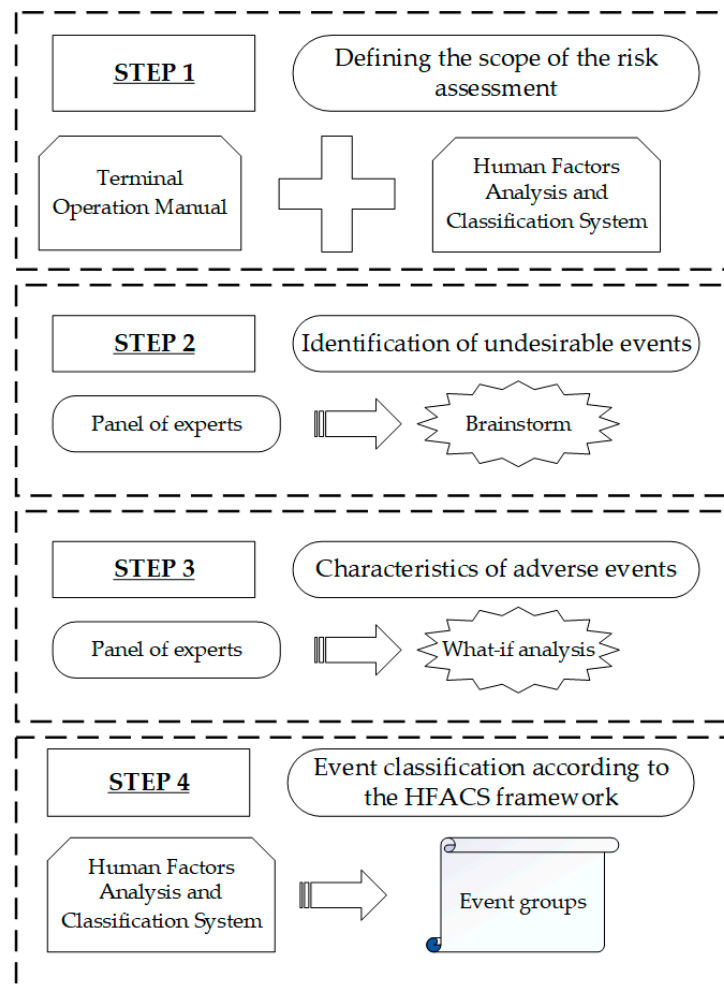 STEP 1
Defining the scope of the risk
assessment
Terminal
Operation Manual
Human Factors
Analysis and
Classification System
STEP 2
Identification of undesirable events
Panel of experts
Brainstorm
STEP 3
Characteristics of adverse events
Panel of experts
What-if analysis
STEP 4
Event classification according to
the HFACS framework
Human Factors
Analysis and
Classification System
Event groups